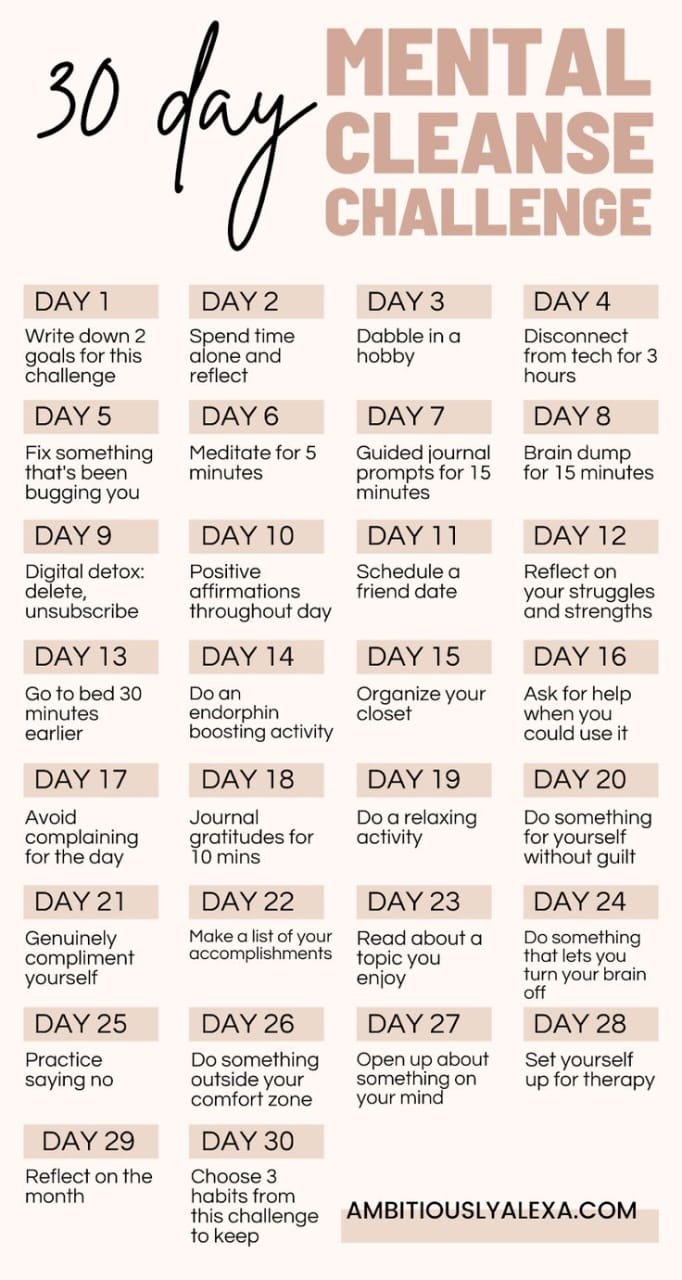 30 day
MENTAL
CLEANSE
CHALLENGE
DAY 1
Write down 2
goals for this
challenge
DAY 2
Spend time
alone and
reflect
DAY 3
Dabble in a
hobby
DAY 4
Disconnect
from tech for 3
hours
DAY 5
Fix something
that's been
bugging you
DAY 6
Meditate for 5
minutes
DAY 7
Guided journal
prompts for 15
minutes
DAY 8
Brain dump
for 15 minutes
DAY 9
Digital detox:
delete,
unsubscribe
DAY 10
Positive
affirmations
throughout day
DAY 11
Schedule a
friend date
DAY 12
Reflect on
your struggles
and strengths
DAY 13
Go to bed 30
minutes
earlier
DAY 14
Do an
endorphin
boosting activity
DAY 15
Organize your
closet
DAY 16
Ask for help
when you
could use it
DAY 17
Avoid
complaining
for the day
DAY 18
Journal
gratitudes for
10 mins
DAY 19
Do a relaxing
activity
DAY 20
Do something
for yourself
without guilt
DAY 21
Genuinely
compliment
yourself
DAY 22
Make a list of your
accomplishments
DAY 23
Read about a
topic you
enjoy
DAY 24
Do something
that lets you
turn your brain
off
DAY 25
Practice
saying no
DAY 26
Do something
outside your
comfort zone
DAY 27
Open up about
something on
your mind
DAY 28
Set yourself
up for therapy
DAY 29
Reflect on the
month
DAY 30
Choose 3
habits from
this challenge
to keep
AMBITIOUSLYALEXA.COM